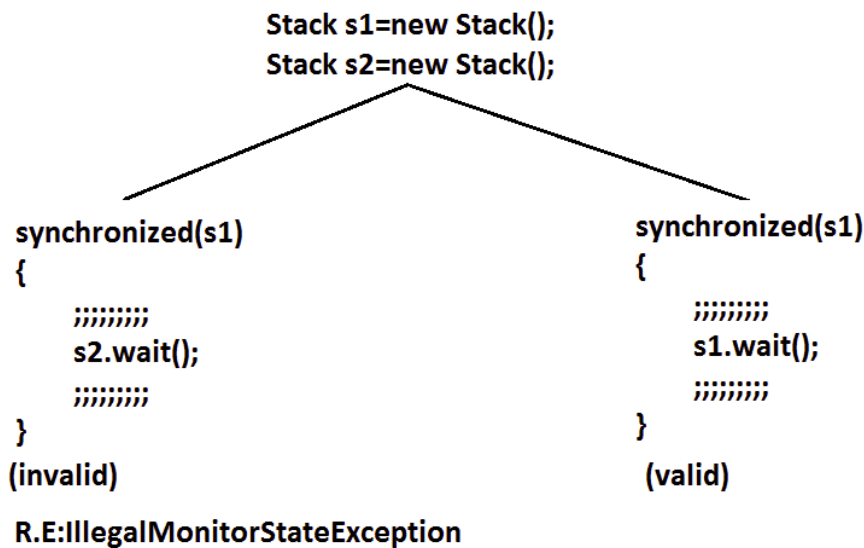 Stack s1=new Stack();
Stack s2=new Stack();
synchronized(s1)
{
;;;;;;;;;
s2.wait();
;;;;;;;;;
}
(invalid)
R.E:IllegalMonitorStateException
synchronized(s1)
{
;;;;;;;;;
s1.wait();
;;;;;;;;;
}
(valid)